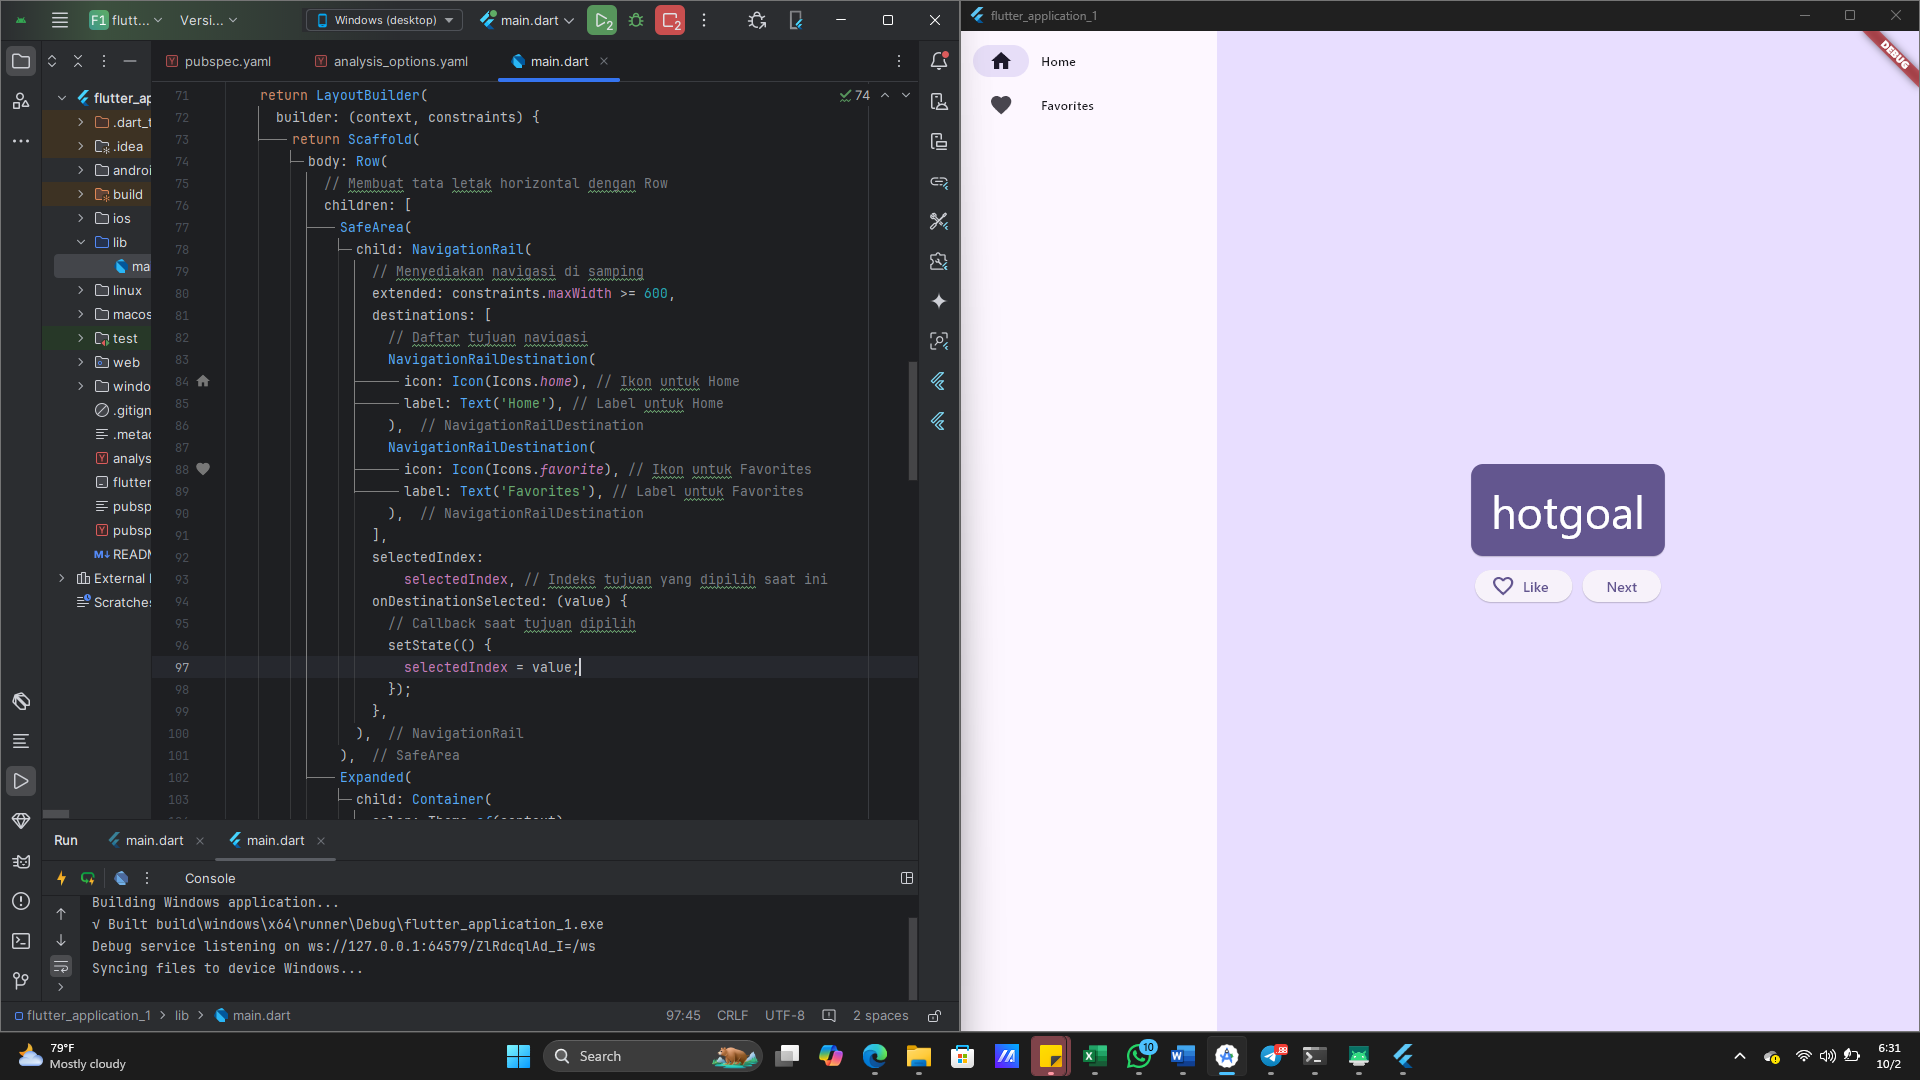 F1 flutt...
Versi...
Windows (desktop)
main.dart
2
2
pubspec.yaml
analysis_options.yaml
main.dart
flutter_ap
.dart_t
.idea
androi
build
ios
lib
ma
linux
macos
test
web
windo
.gitign
.metad
analys
flutter
pubsp
pubsp
README
External
Scratche
74
71 return LayoutBuilder(
72 builder: (context, constraints) {
73 return Scaffold(
74 body: Row(
75 // Membuat tata letak horizontal dengan Row
76 children: [
77 SafeArea(
78 child: NavigationRail(
79 // Menyediakan navigasi di samping
80 extended: constraints.maxWidth >= 600,
81 destinations: [
82 // Daftar tujuan navigasi
83 NavigationRailDestination(
84 icon: Icon(Icons.home), // Ikon untuk Home
85 label: Text('Home'), // Label untuk Home
86 ), // NavigationRailDestination
87 NavigationRailDestination(
88 icon: Icon(Icons.favorite), // Ikon untuk Favorites
89 label: Text('Favorites'), // Label untuk Favorites
90 ), // NavigationRailDestination
91 ],
92 selectedIndex:
93 selectedIndex, // Indeks tujuan yang dipilih saat ini
94 onDestinationSelected: (value) {
95 // Callback saat tujuan dipilih
96 setState(() {
97 selectedIndex = value;
98 });
99 },
100 ), // NavigationRail
101 ), // SafeArea
102 Expanded(
103 child: Container(
Run
main.dart
main.dart
Console
Building Windows application...
√ Built build\windows\x64\runner\Debug\flutter_application_1.exe
Debug service listening on ws://127.0.0.1:64579/ZlRdcqlAd_I=/ws
Syncing files to device Windows...
flutter_application_1 > lib > main.dart
97:45
CRLF
UTF-8
2 spaces
flutter_application_1
DEBUG
Home
Favorites
hotgoal
Like
Next
79°F
Mostly cloudy
Search
10
88
6:31
10/2